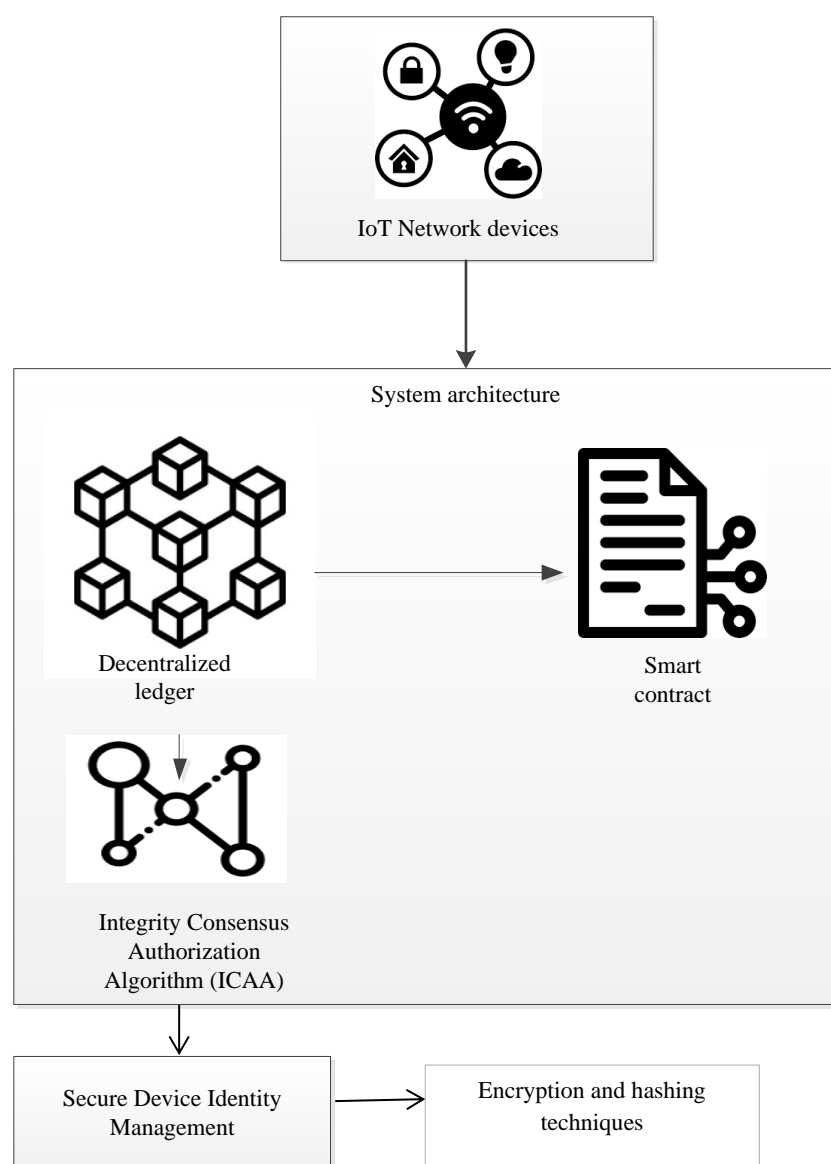 IoT Network devices
System architecture
Decentralized
ledger
Smart
contract
Integrity Consensus
Authorization
Algorithm (ICAA)
Secure Device Identity
Management
Encryption and hashing
techniques